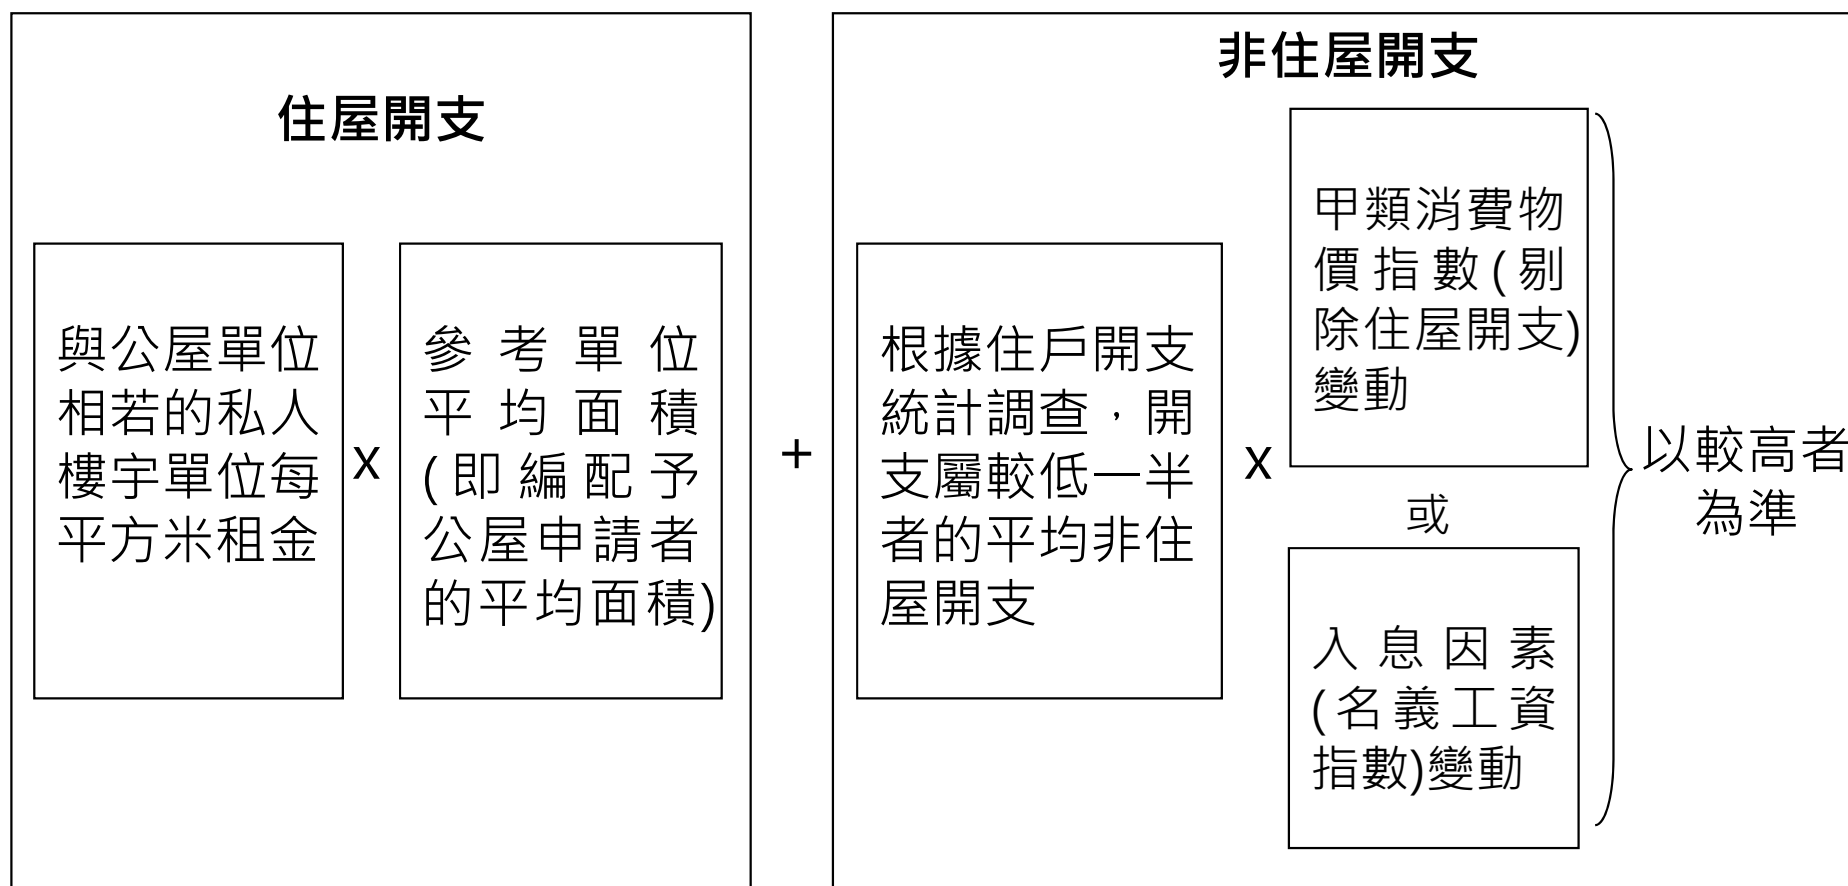 住屋開支
與公屋單位
相若的私人
樓宇單位每
平方米租金
x
參考單位
平均面積
(即編配予
公屋申請者
的平均面積)
+
非住屋開支
根據住戶開支
統計調查，開
支屬較低一半
者的平均非住
屋開支
x
甲類消費物
價指數(剔
除住屋開支)
變動
或
入息因素
(名義工資
指數)變動
以較高者
為準